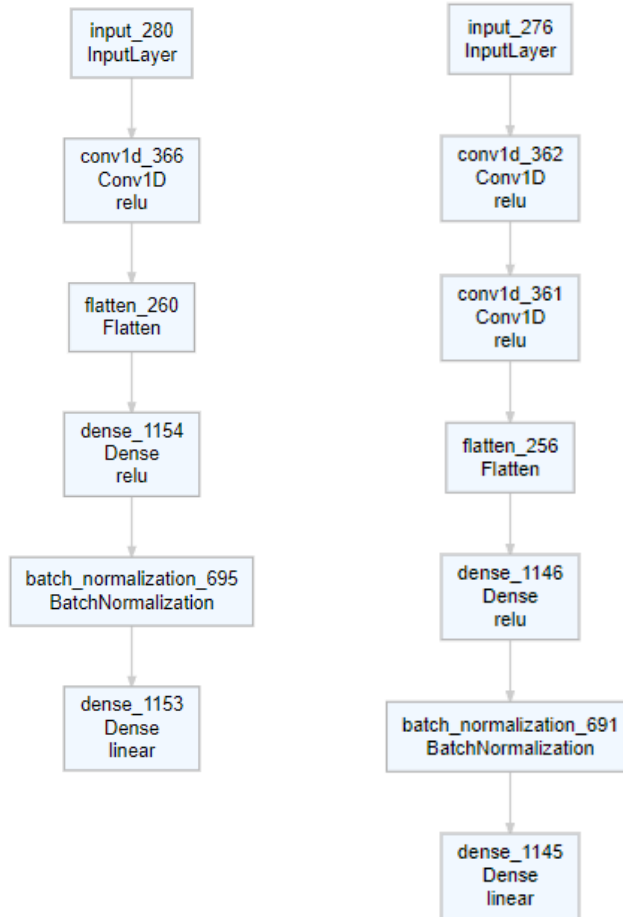 input_280
InputLayer
conv1d_366
Conv1D
relu
flatten_260
Flatten
dense_1154
Dense
relu
batch_normalization_695
BatchNormalization
dense_1153
Dense
linear
input_276
InputLayer
conv1d_362
Conv1D
relu
conv1d_361
Conv1D
relu
flatten_256
Flatten
dense_1146
Dense
relu
batch_normalization_691
BatchNormalization
dense_1145
Dense
linear